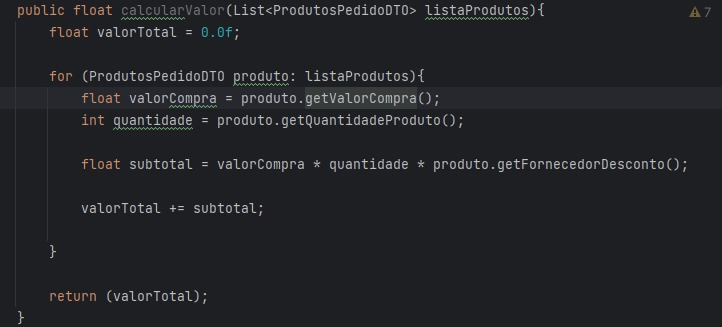 public float calcularValor(List<ProdutosPedidoDTO> listaProdutos){
7
float valorTotal = 0.0f;
for (ProdutosPedidoDTO produto: listaProdutos){
float valorCompra = produto.getValorCompra();
int quantidade = produto.getQuantidadeProduto();
float subtotal = valorCompra * quantidade * produto.getFornecedorDesconto();
valorTotal += subtotal;
}
return (valorTotal);
}